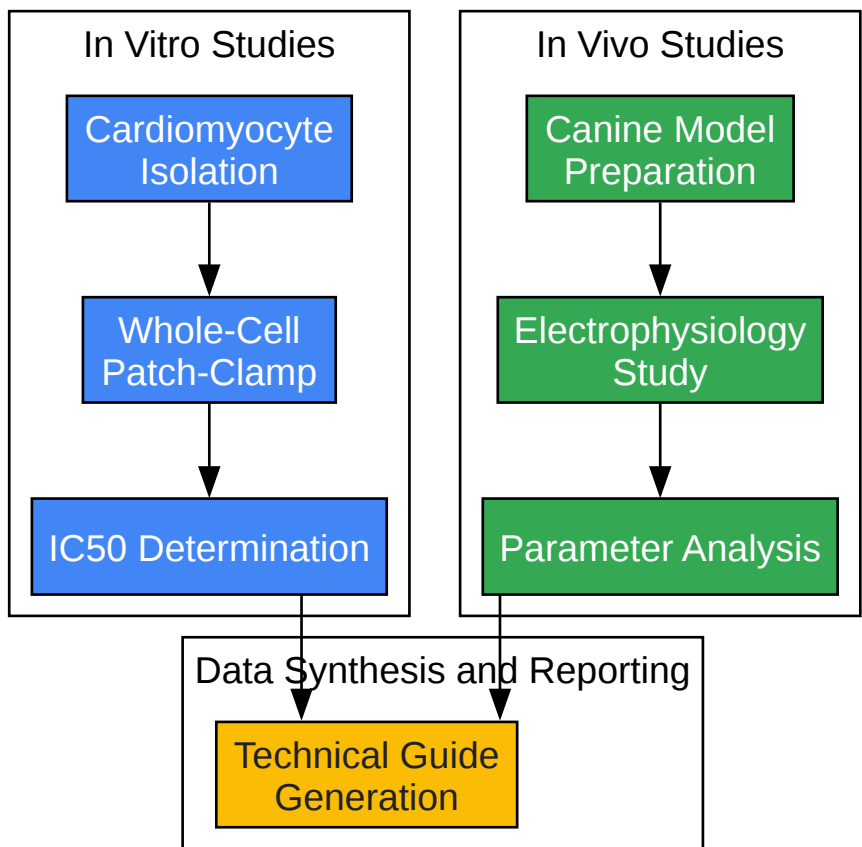 In Vitro Studies
Cardiomyocyte
Isolation
Whole-Cell
Patch-Clamp
IC50 Determination
In Vivo Studies
Canine Model
Preparation
Electrophysiology
Study
Parameter Analysis
Data Synthesis and Reporting
Technical Guide
Generation